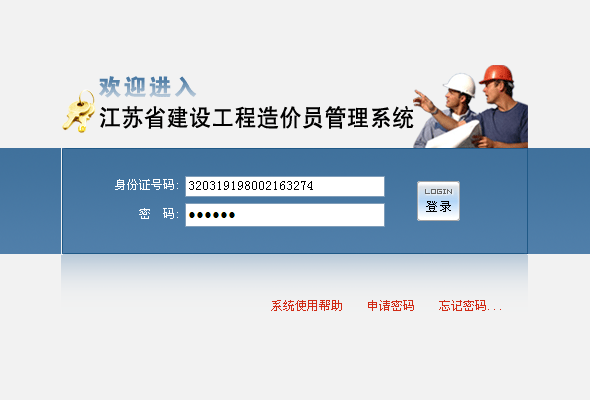 欢迎进入
江苏省建设工程造价员管理系统
身份证号码: 320319198002163274
密 码: ●●●●●●
LOGIN
登录
系统使用帮助 申请密码 忘记密码...